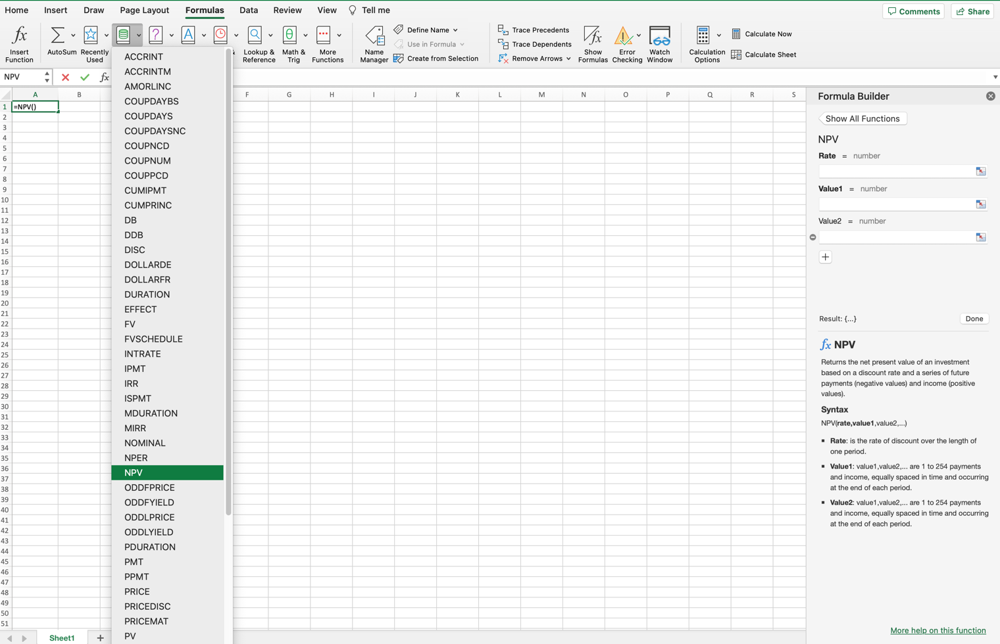 Home Insert Draw Page Layout Formulas Data Review View Tell me Comments Share
fx Insert Function
AutoSum
Recently Used
?
A
θ
Lookup & Reference
Math & Trig
More Functions
Name Manager
Define Name
Use in Formula
Create from Selection
Trace Precedents
Trace Dependents
Remove Arrows
fx Show Formulas
Error Checking
Watch Window
Calculation Options
Calculate Now
Calculate Sheet
NPV fx
A B F G H I J K L M N O P Q R S
1 =NPV()
2
3
4
5
6
7
8
9
10
11
12
13
14
15
16
17
18
19
20
21
22
23
24
25
26
27
28
29
30
31
32
33
34
35
36
37
38
39
40
41
42
43
44
45
46
47
48
49
50
51
ACCRINT
ACCRINTM
AMORLINC
COUPDAYBS
COUPDAYS
COUPDAYSNC
COUPNCD
COUPNUM
COUPPCD
CUMIPMT
CUMPRINC
DB
DDB
DISC
DOLLARDE
DOLLARFR
DURATION
EFFECT
FV
FVSCHEDULE
INTRATE
IPMT
IRR
ISPMT
MDURATION
MIRR
NOMINAL
NPER
NPV
ODDFPRICE
ODDFYIELD
ODDLPRICE
ODDLYIELD
PDURATION
PMT
PPMT
PRICE
PRICEDISC
PRICEMAT
PV
Sheet1 +
Formula Builder
Show All Functions
NPV
Rate = number
Value1 = number
Value2 = number
+
Result: {...} Done
fx NPV
Returns the net present value of an investment
based on a discount rate and a series of future
payments (negative values) and income (positive
values).
Syntax
NPV(rate,value1,value2,...)
▪ Rate: is the rate of discount over the length of
one period.
▪ Value1: value1,value2,... are 1 to 254 payments
and income, equally spaced in time and occurring
at the end of each period.
▪ Value2: value1,value2,... are 1 to 254 payments
and income, equally spaced in time and occurring
at the end of each period.
More help on this function